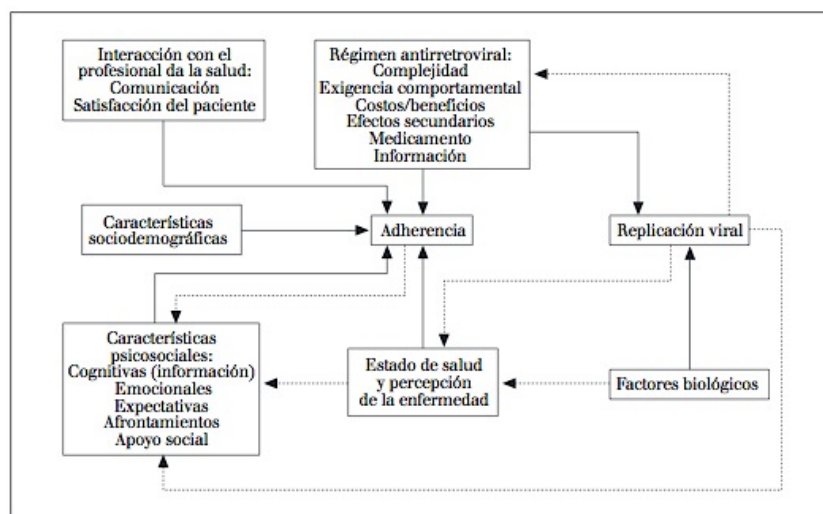 Interacción con el
profesional da la salud:
Comunicación
Satisfacción del paciente
Régimen antirretroviral:
Complejidad
Exigencia comportamental
Costos/beneficios
Efectos secundarios
Medicamento
Información
Características
sociodemográficas
Adherencia
Replicación viral
Características
psicosociales:
Cognitivas (información)
Emocionales
Expectativas
Afrontamientos
Apoyo social
Estado de salud
y percepción
de la enfermedad
Factores biológicos